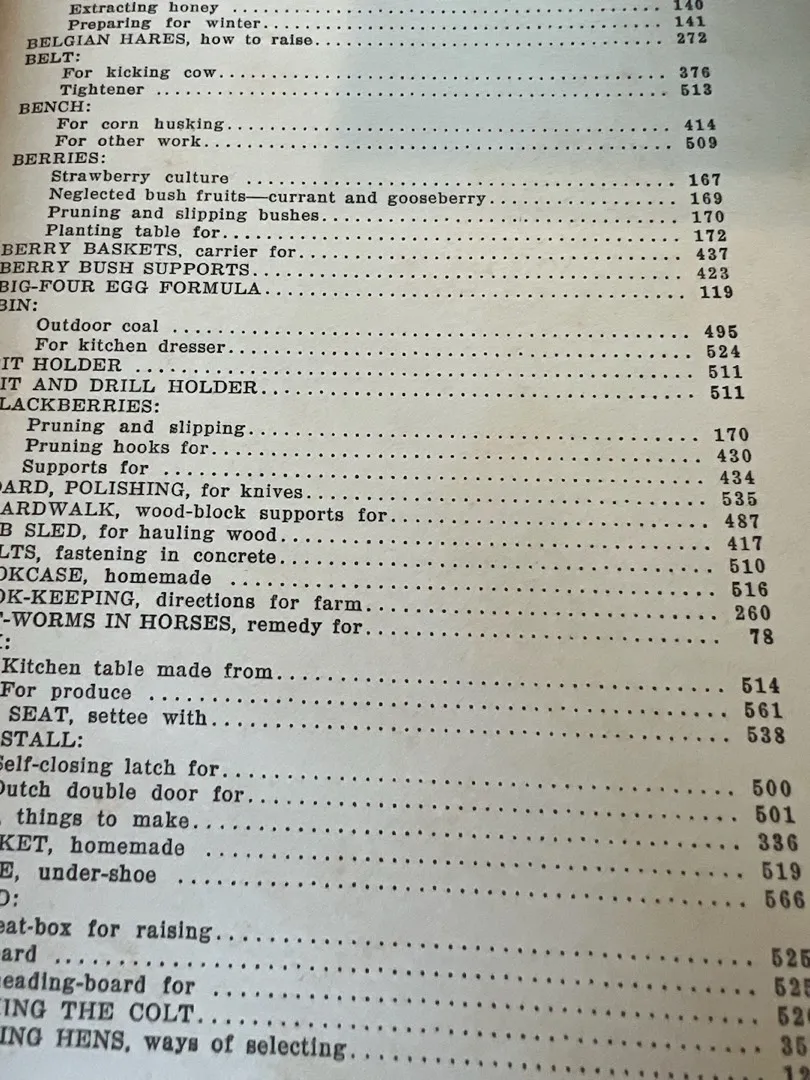 Extracting honey ........ 140
Preparing for winter........ 141
BELGIAN HARES, how to raise........ 272
BELT:
For kicking cow........ 376
Tightener ........ 513
BENCH:
For corn husking........ 414
For other work........ 509
BERRIES:
Strawberry culture ........ 167
Neglected bush fruits—currant and gooseberry........ 169
Pruning and slipping bushes........ 170
Planting table for........ 172
BERRY BASKETS, carrier for........ 437
BERRY BUSH SUPPORTS........ 423
BIG-FOUR EGG FORMULA........ 119
BIN:
Outdoor coal ........ 495
For kitchen dresser........ 524
IT HOLDER ........ 511
IT AND DRILL HOLDER........ 511
LACKBERRIES:
Pruning and slipping........ 170
Pruning hooks for........ 430
Supports for ........ 434
ARD, POLISHING, for knives........ 535
ARDWALK, wood-block supports for........ 487
B SLED, for hauling wood........ 417
LTS, fastening in concrete........ 510
OKCASE, homemade ........ 516
OK-KEEPING, directions for farm........ 260
T-WORMS IN HORSES, remedy for........ 78
:
Kitchen table made from........ 514
For produce ........ 561
SEAT, settee with........ 538
STALL:
Self-closing latch for........ 500
Dutch double door for........ 501
, things to make........ 336
KET, homemade ........ 519
E, under-shoe ........ 566
D:
eat-box for raising........ 525
ard ........ 525
eading-board for ........ 52
ING THE COLT........ 35
ING HENS, ways of selecting........ 12